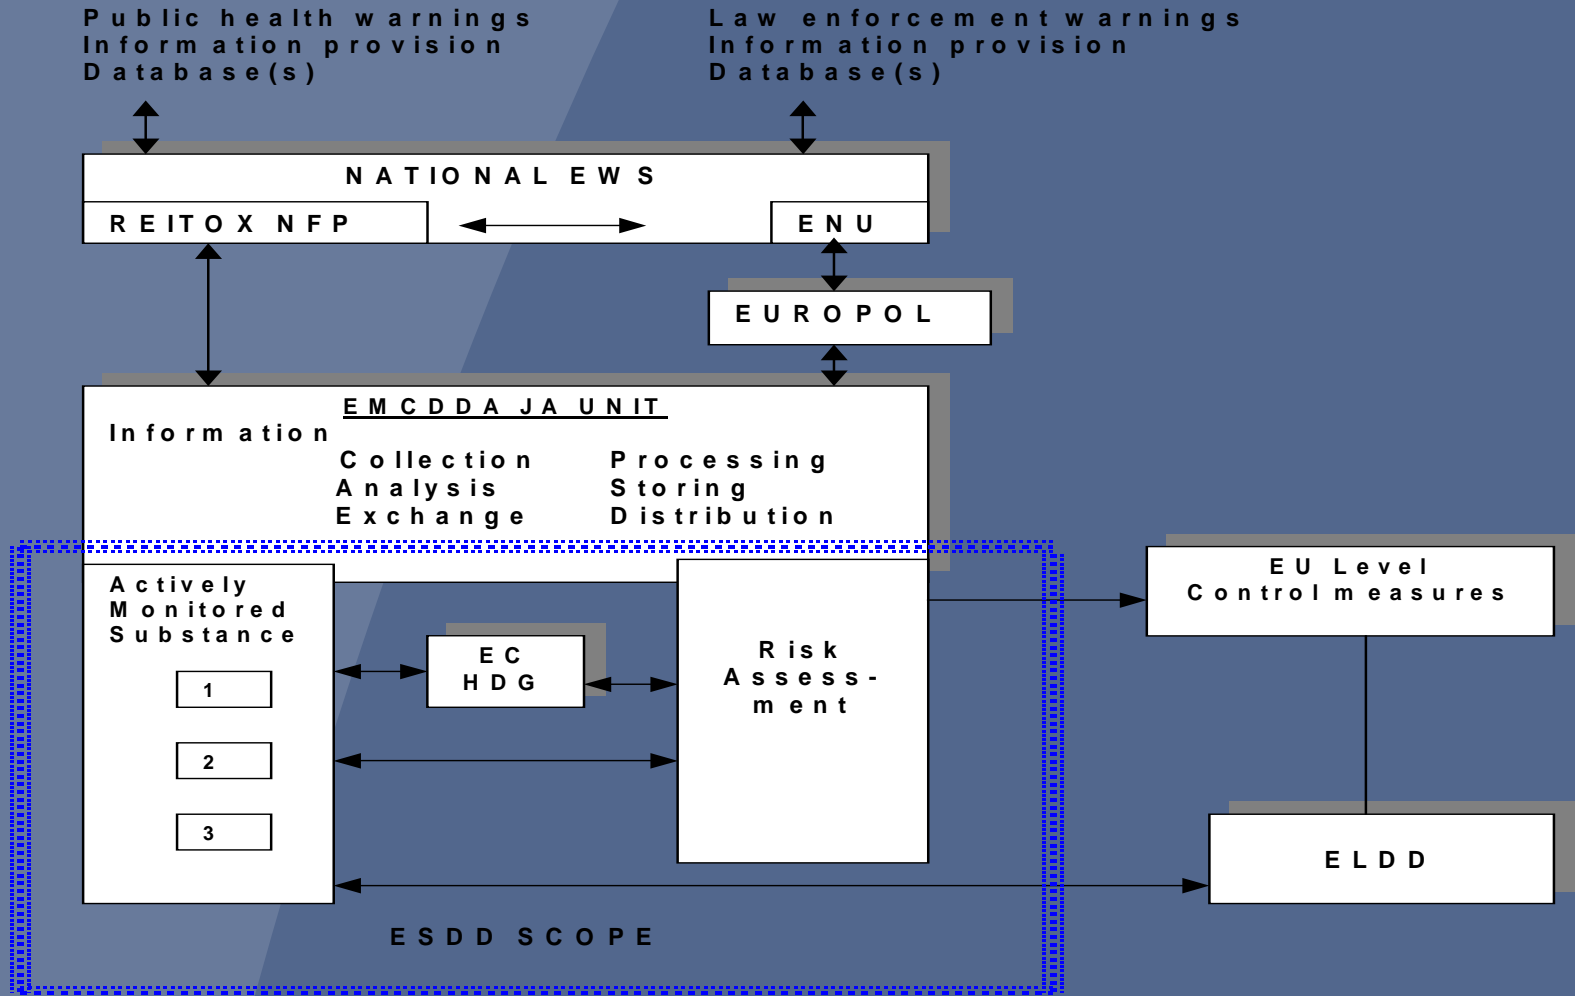 Public health warnings
Information provision
Database(s)
Law enforcement warnings
Information provision
Database(s)
NATIONAL EWS
REITOX NFP
ENU
EUROPOL
EMCDDA JA UNIT
Information
Collection
Analysis
Exchange
Processing
Storing
Distribution
Actively
Monitored
Substance
1
2
3
EC
HDG
Risk
Assess-
ment
EU Level
Control measures
ELDD
ESDD SCOPE